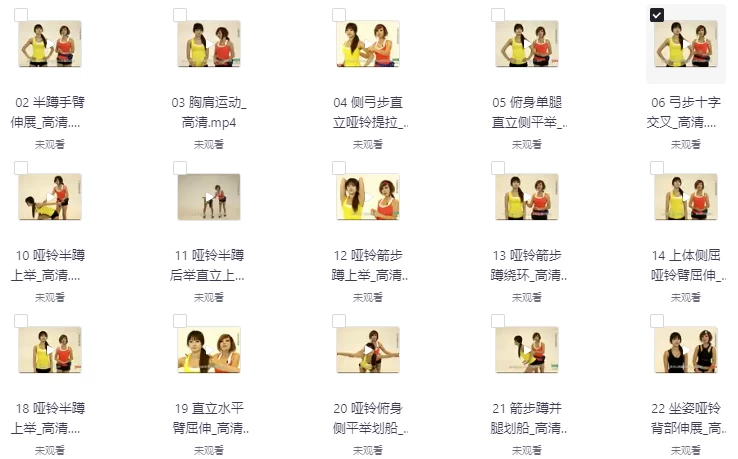 02 半蹲手臂
伸展_高清....
未观看
03 胸肩运动_
高清.mp4
未观看
04 侧弓步直
立哑铃提拉_..
未观看
05 俯身单腿
直立侧平举_..
未观看
06 弓步十字
交叉_高清....
未观看
10 哑铃半蹲
上举_高清....
未观看
11 哑铃半蹲
后举直立上...
未观看
12 哑铃箭步
蹲上举_高清..
未观看
13 哑铃箭步
蹲绕环_高清..
未观看
14 上体侧屈
哑铃臂屈伸_..
未观看
18 哑铃半蹲
上举_高清....
未观看
19 直立水平
臂屈伸_高清..
未观看
20 哑铃俯身
侧平举划船_..
未观看
21 箭步蹲并
腿划船_高清..
未观看
22 坐姿哑铃
背部伸展_高..
未观看